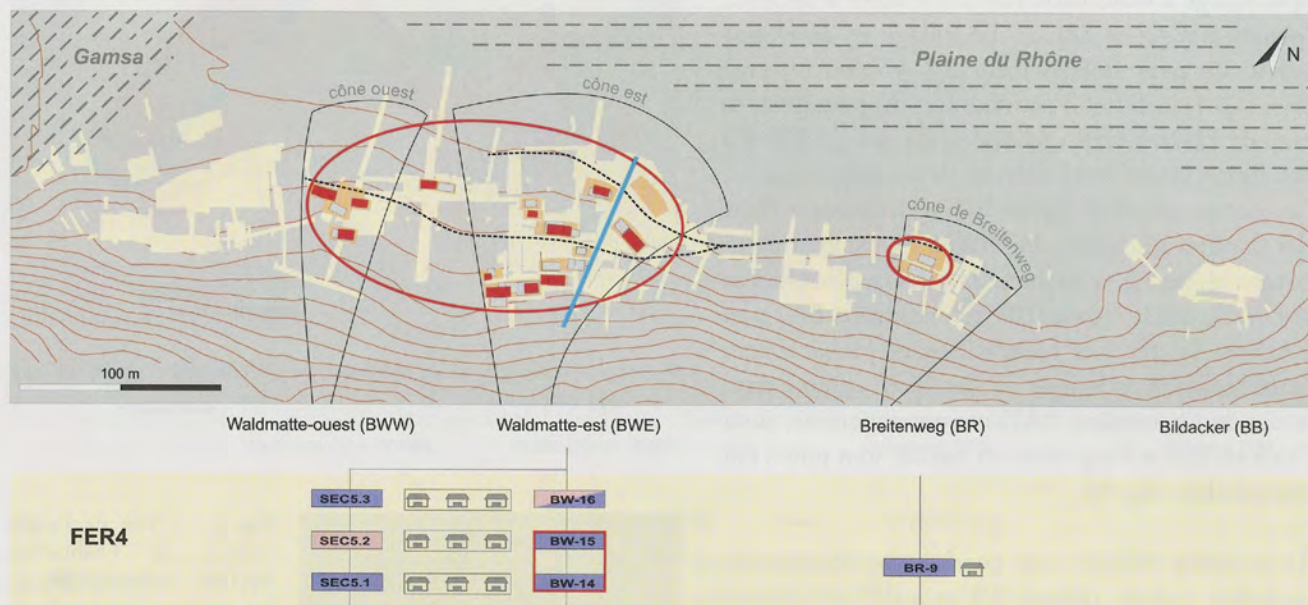 Gamsa
Plaine du Rhône
N
cône ouest
cône est
cône de Breitenweg
100 m
Waldmatte-ouest (BWW)
Waldmatte-est (BWE)
Breitenweg (BR)
Bildacker (BB)
FER4
SEC5.3
BW-16
SEC5.2
BW-15
SEC5.1
BW-14
BR-9